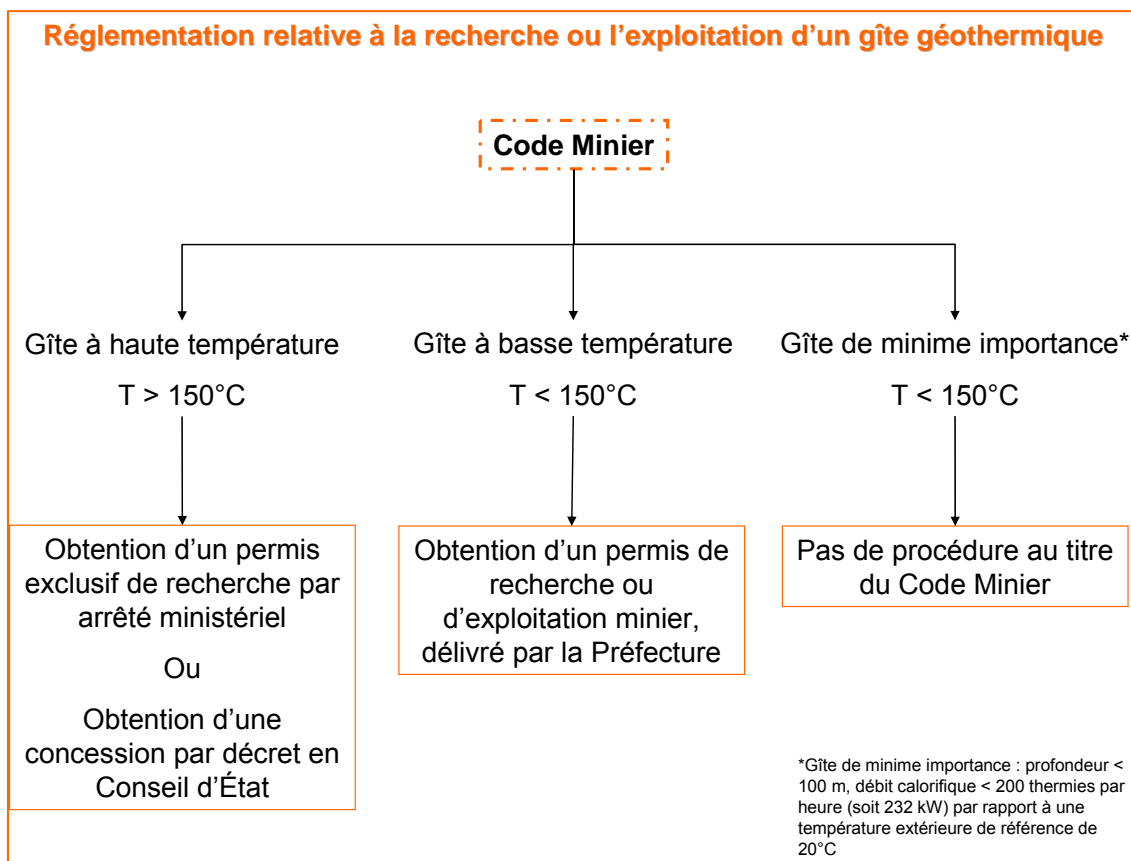 Réglementation relative à la recherche ou l'exploitation d'un gîte géothermique
Code Minier
Gîte à haute température
T > 150°C
Gîte à basse température
T < 150°C
Gîte de minime importance*
T < 150°C
Obtention d'un permis
exclusif de recherche par
arrêté ministériel
Ou
Obtention d'une
concession par décret en
Conseil d'État
Obtention d'un permis de
recherche ou
d'exploitation minier,
délivré par la Préfecture
Pas de procédure au titre
du Code Minier
*Gîte de minime importance : profondeur <
100 m, débit calorifique < 200 thermies par
heure (soit 232 kW) par rapport à une
température extérieure de référence de
20°C